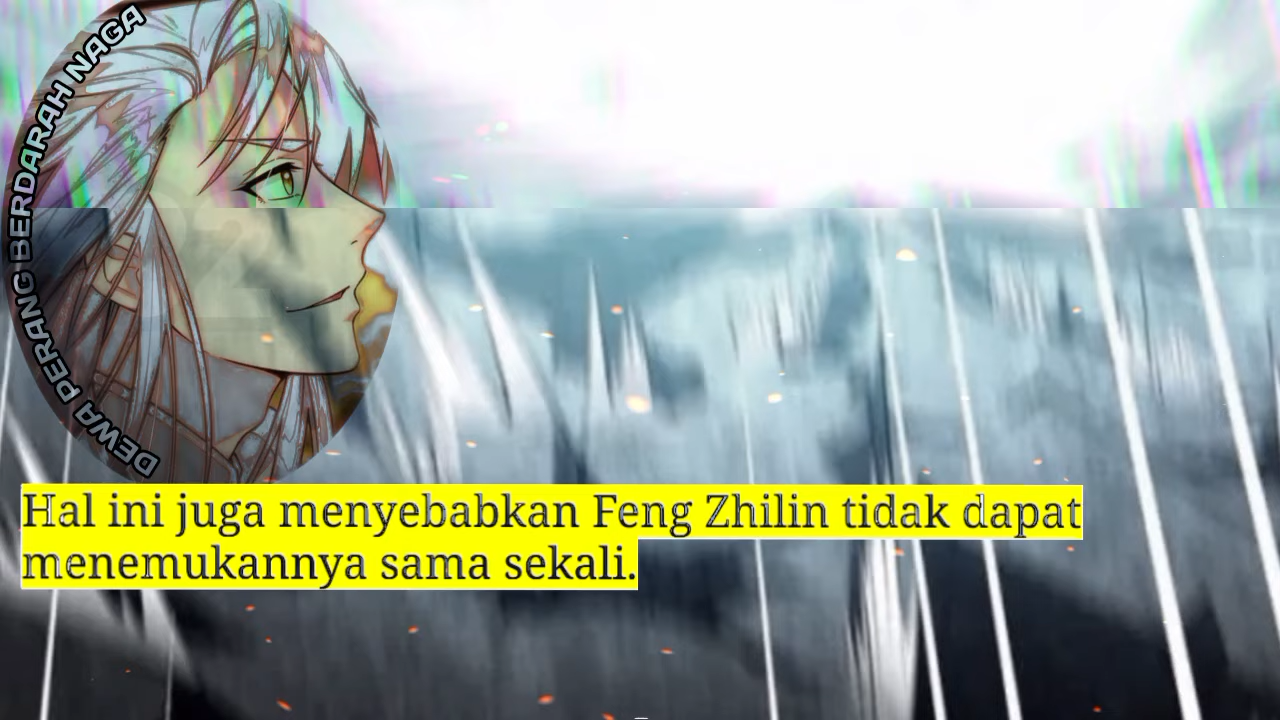 DEWA PERANG BERDARAH NAGA
Hal ini juga menyebabkan Feng Zhilin tidak dapat
menemukannya sama sekali.